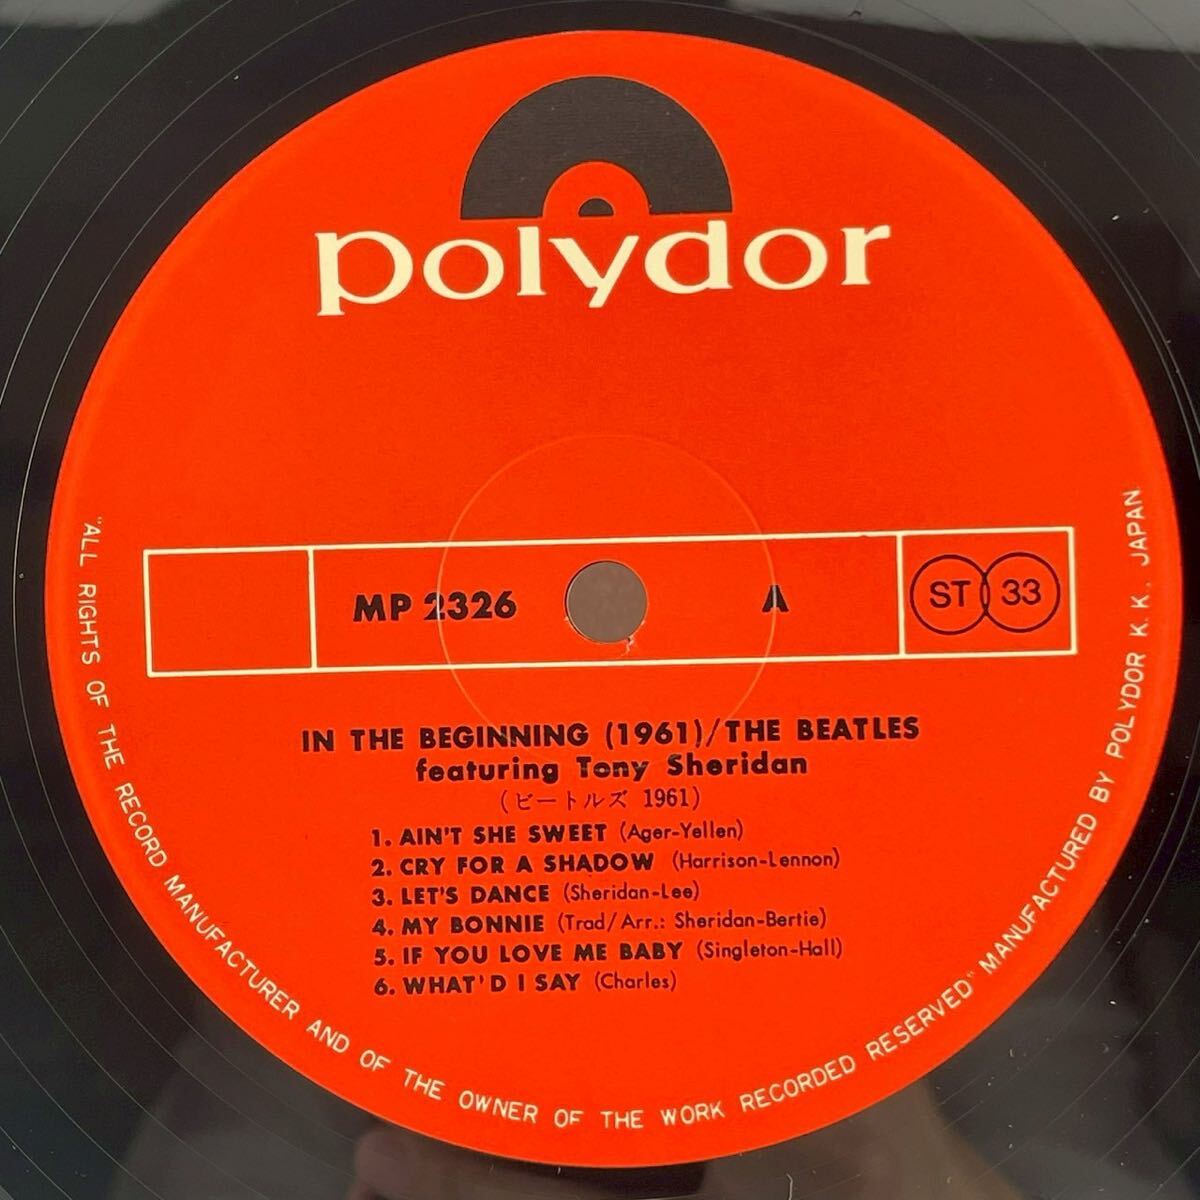 polydor
MP 2326
A
ST 33
IN THE BEGINNING (1961)/THE BEATLES
featuring Tony Sheridan
(ビートルズ 1961)
1. AIN'T SHE SWEET (Ager-Yellen)
2. CRY FOR A SHADOW (Harrison-Lennon)
3. LET'S DANCE (Sheridan-Lee)
4. MY BONNIE (Trad/Arr.: Sheridan-Bertie)
5. IF YOU LOVE ME BABY (Singleton-Hall)
6. WHAT'D I SAY (Charles)
"ALL RIGHTS OF THE RECORD MANUFACTURER AND OF THE OWNER OF THE WORK RECORDED RESERVED" MANUFACTURED BY POLYDOR K. K., JAPAN